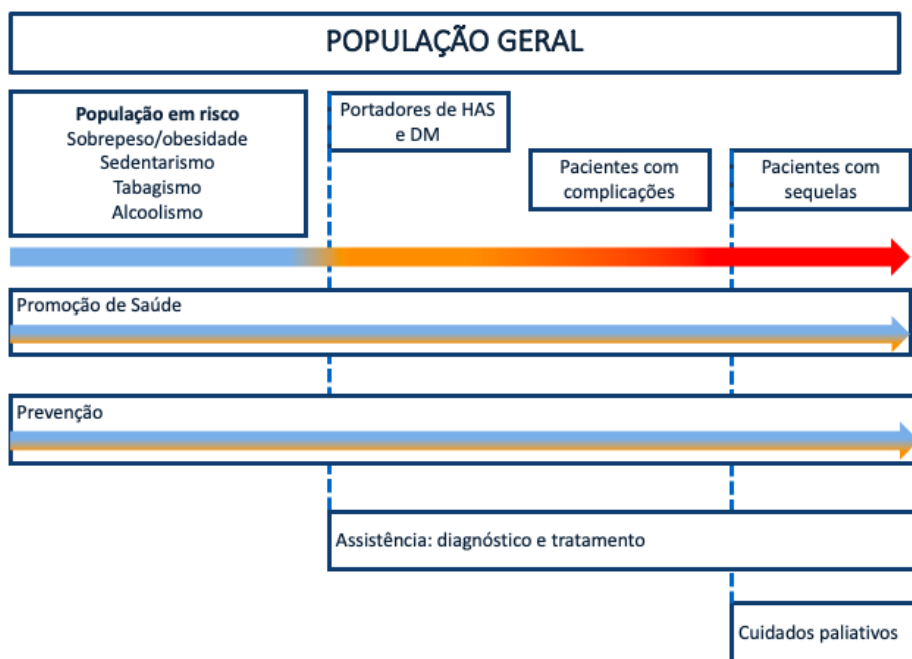 POPULAÇÃO GERAL
População em risco
Sobrepeso/obesidade
Sedentarismo
Tabagismo
Alcoolismo
Portadores de HAS
e DM
Pacientes com
complicações
Pacientes com
sequelas
Promoção de Saúde
Prevenção
Assistência: diagnóstico e tratamento
Cuidados paliativos